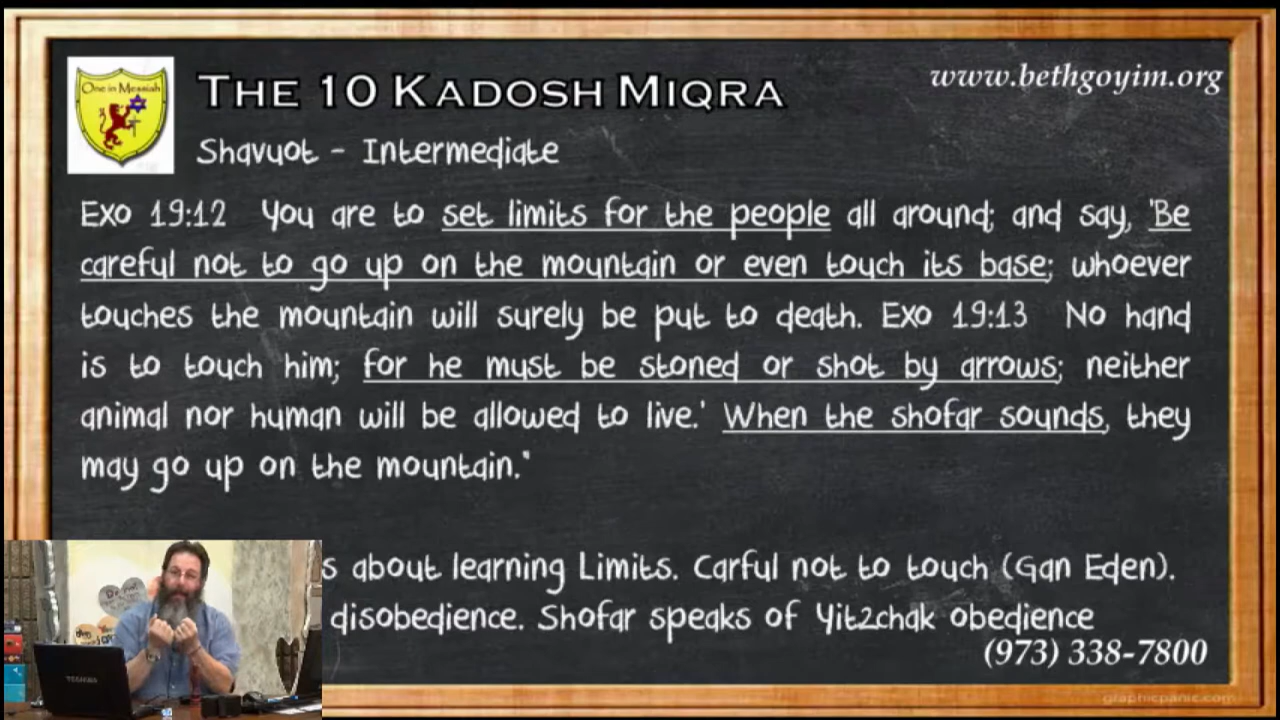 One in Messiah
The 10 Kadosh Miqra
www.bethgoyim.org
Shavuot - Intermediate
Exo 19:12 You are to set limits for the people all around; and say, 'Be
careful not to go up on the mountain or even touch its base; whoever
touches the mountain will surely be put to death. Exo 19:13 No hand
is to touch him; for he must be stoned or shot by arrows; neither
animal nor human will be allowed to live.' When the shofar sounds, they
may go up on the mountain."
s about learning Limits. Carful not to touch (Gan Eden).
disobedience. Shofar speaks of Yitzchak obedience
(973) 338-7800
TOSHIBA
graphicpanic.com